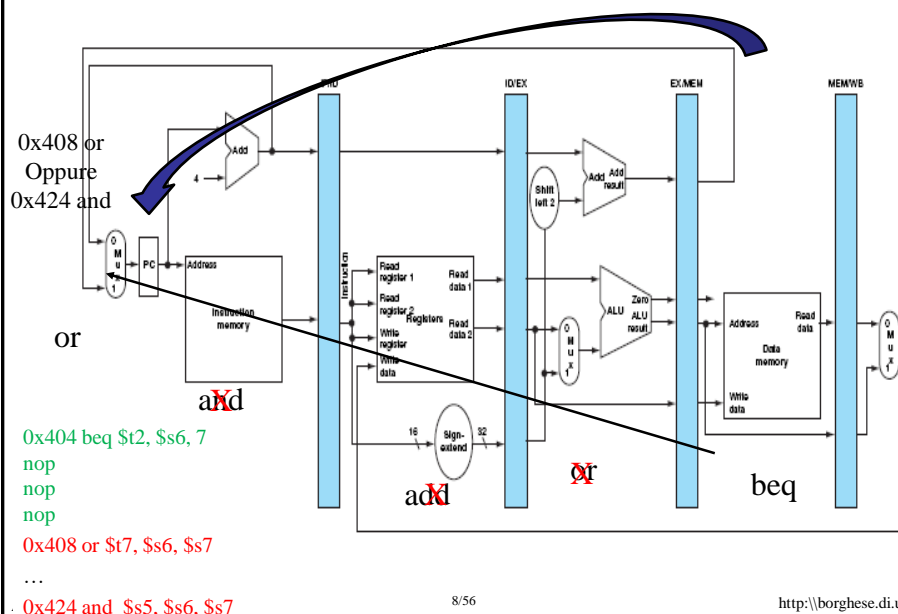 IF/ID
ID/EX
EX/MEM
MEM/WB
0x408 or
Oppure
0x424 and
Add
4
Shift
left 2
Add Add
result
0
M
u
x
1
PC
Address
Instruction
memory
Instruction
Read
register 1
Read
register 2
Registers
Write
register
Write
data
Read
data 1
Read
data 2
0
M
u
x
1
ALU
Zero
ALU
result
Address
Read
data
Data
memory
Write
data
0
M
u
x
1
16
Sign-
extend
32
or
and
X
add
X
or
X
beq
0x404 beq $t2, $s6, 7
nop
nop
nop
0x408 or $t7, $s6, $s7
…
0x424 and $s5, $s6, $s7
8/56
http:\\borghese.di.u